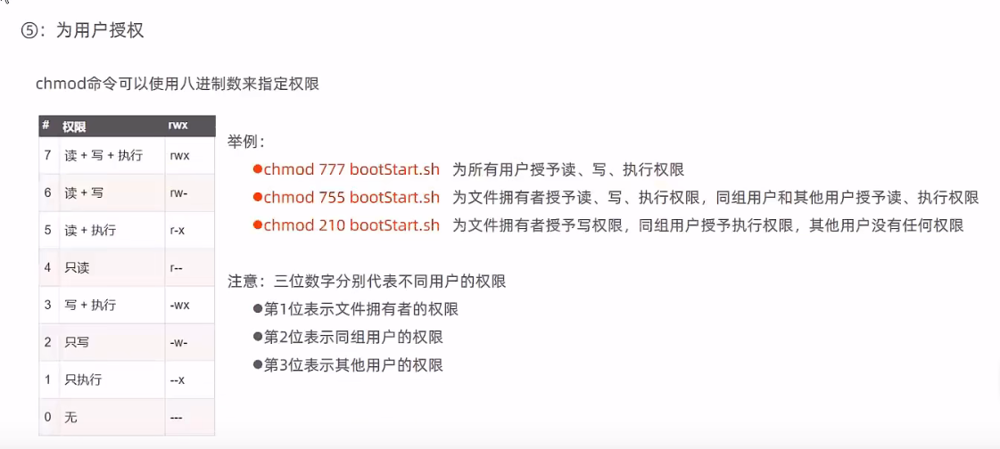 ⑤：为用户授权
chmod命令可以使用八进制数来指定权限
# 权限 rwx
7 读 + 写 + 执行 rwx
6 读 + 写 rw-
5 读 + 执行 r-x
4 只读 r--
3 写 + 执行 -wx
2 只写 -w-
1 只执行 --x
0 无 ---
举例：
●chmod 777 bootStart.sh 为所有用户授予读、写、执行权限
●chmod 755 bootStart.sh 为文件拥有者授予读、写、执行权限，同组用户和其他用户授予读、执行权限
●chmod 210 bootStart.sh 为文件拥有者授予写权限，同组用户授予执行权限，其他用户没有任何权限
注意：三位数字分别代表不同用户的权限
●第1位表示文件拥有者的权限
●第2位表示同组用户的权限
●第3位表示其他用户的权限